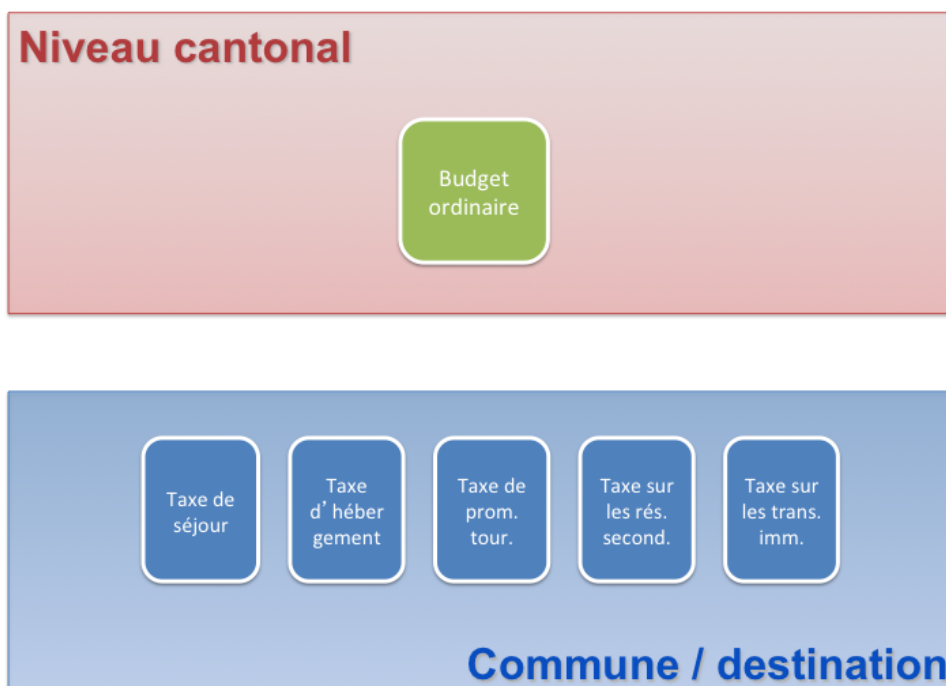 Niveau cantonal
Budget
ordinaire
Taxe de
séjour
Taxe
d’héber
gement
Taxe de
prom.
tour.
Taxe sur
les rés.
second.
Taxe sur
les trans.
imm.
Commune / destination